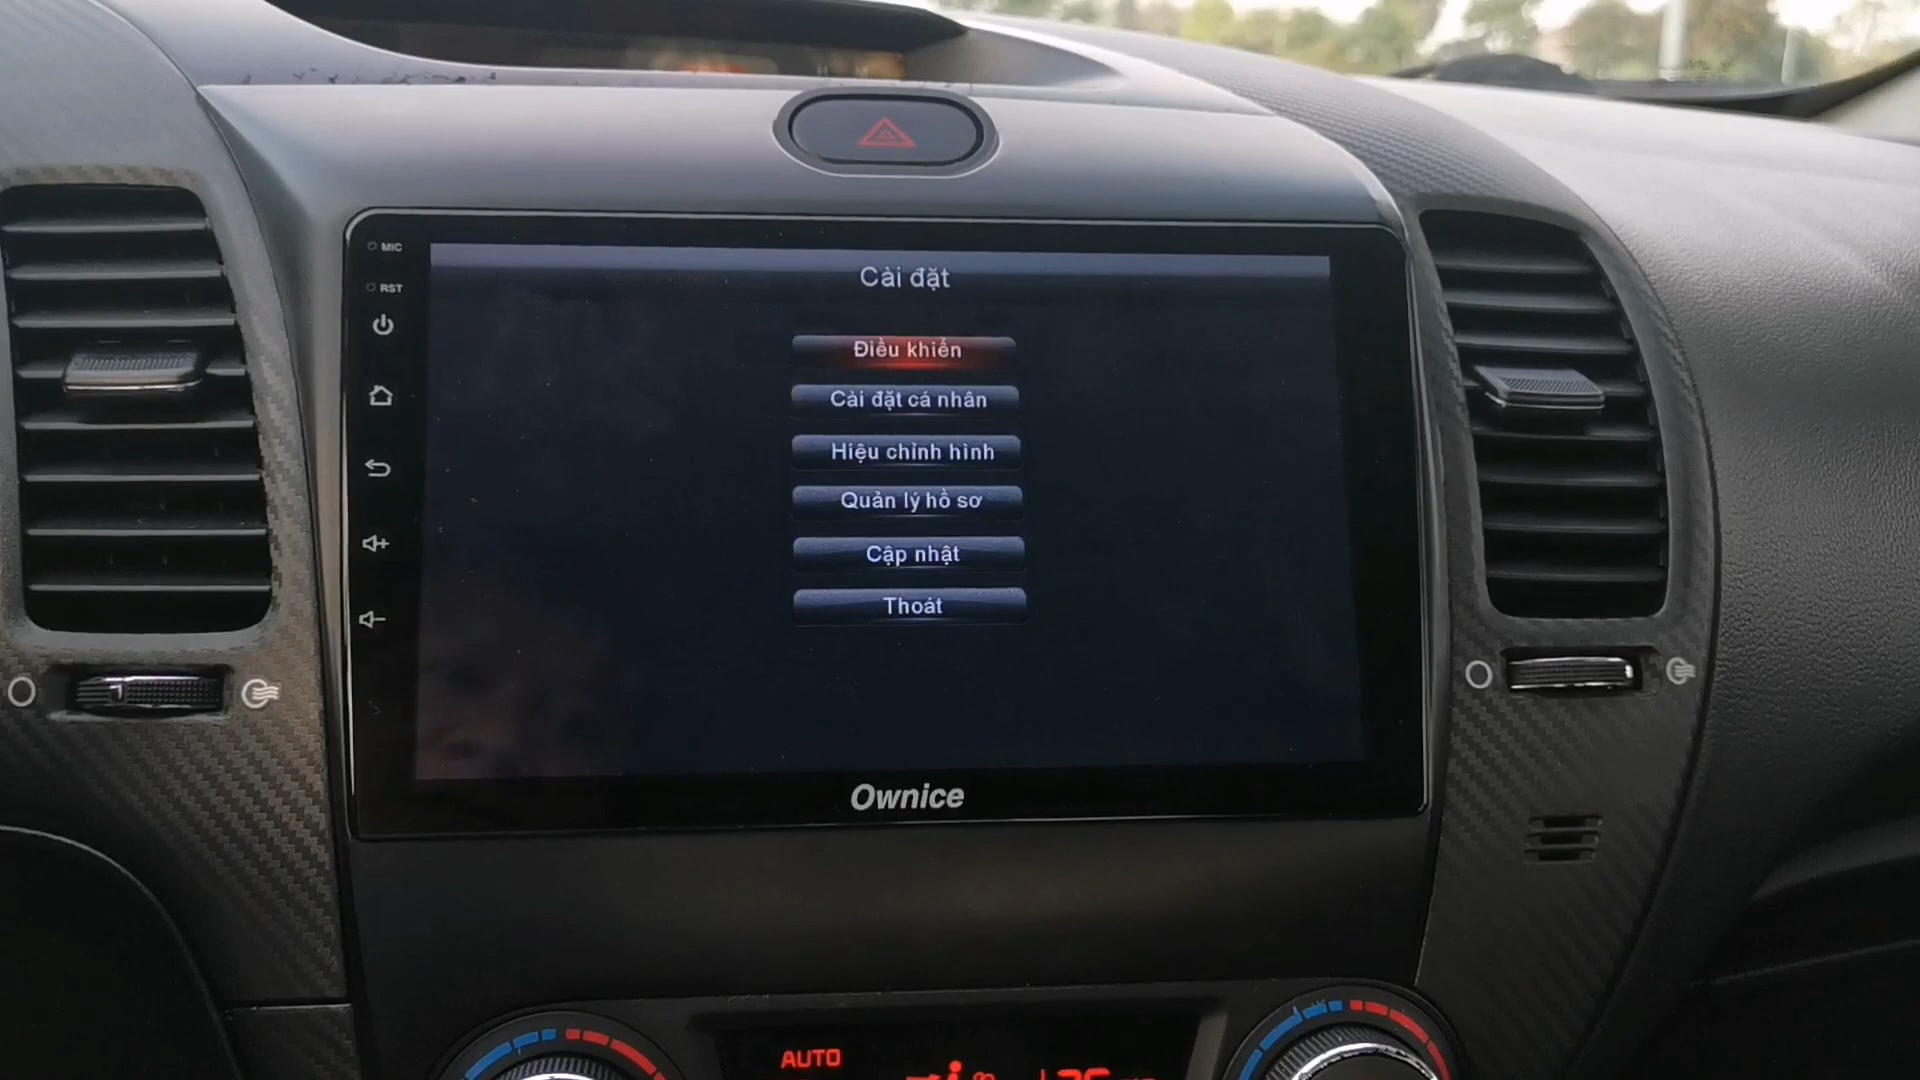 MIC
RST
Cài đặt
Điều khiển
Cài đặt cá nhân
Hiệu chỉnh hình
Quản lý hồ sơ
Cập nhật
Thoát
Ownice
AUTO